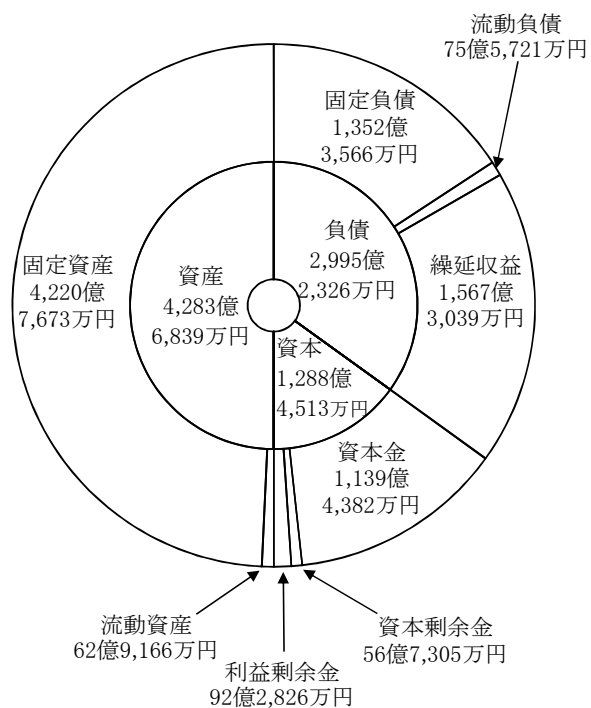 流動負債
75億5,721万円
固定負債
1,352億
3,566万円
負債
2,995億
2,326万円
繰延収益
1,567億
3,039万円
固定資産
4,220億
7,673万円
資産
4,283億
6,839万円
資本
1,288億
4,513万円
資本金
1,139億
4,382万円
流動資産
62億9,166万円
利益剰余金
92億2,826万円
資本剰余金
56億7,305万円